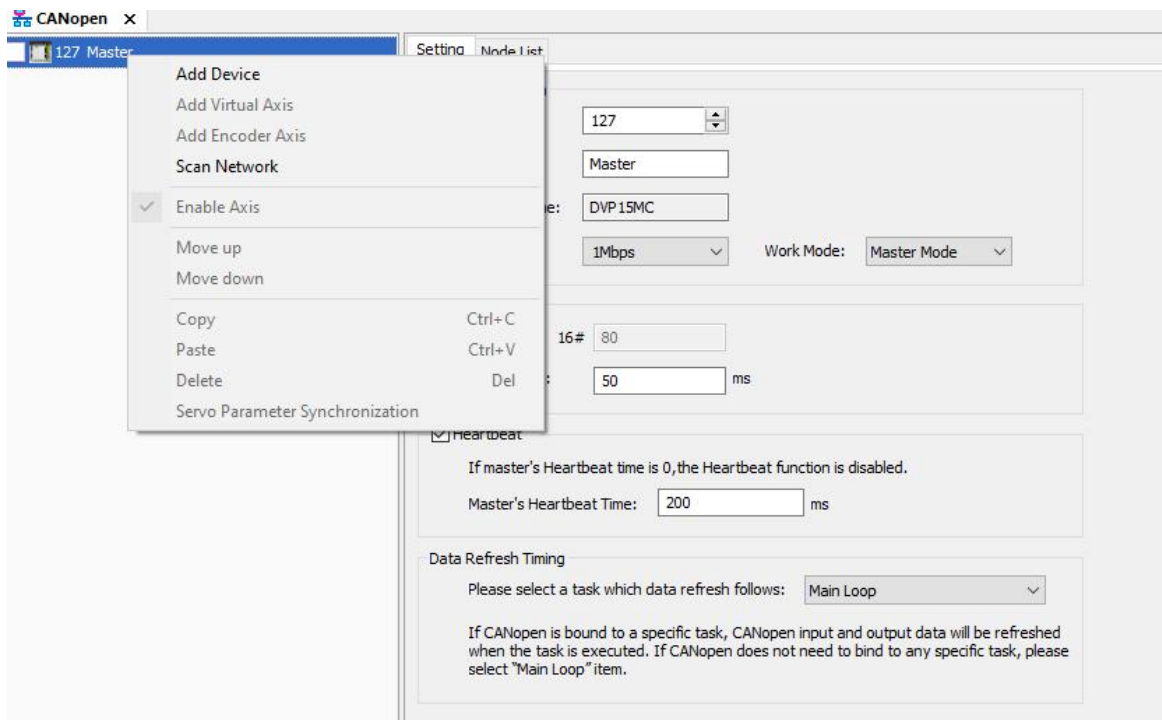 CANopen X
127 Master
Add Device
Add Virtual Axis
Add Encoder Axis
Scan Network
Enable Axis
Move up
Move down
Copy Ctrl+C
Paste Ctrl+V
Delete Del
Servo Parameter Synchronization
Setting Node List
127
Master
DVP15MC
1Mbps Work Mode: Master Mode
16# 80
50 ms
Heartbeat
If master's Heartbeat time is 0,the Heartbeat function is disabled.
Master's Heartbeat Time: 200 ms
Data Refresh Timing
Please select a task which data refresh follows: Main Loop
If CANopen is bound to a specific task, CANopen input and output data will be refreshed
when the task is executed. If CANopen does not need to bind to any specific task, please
select "Main Loop" item.